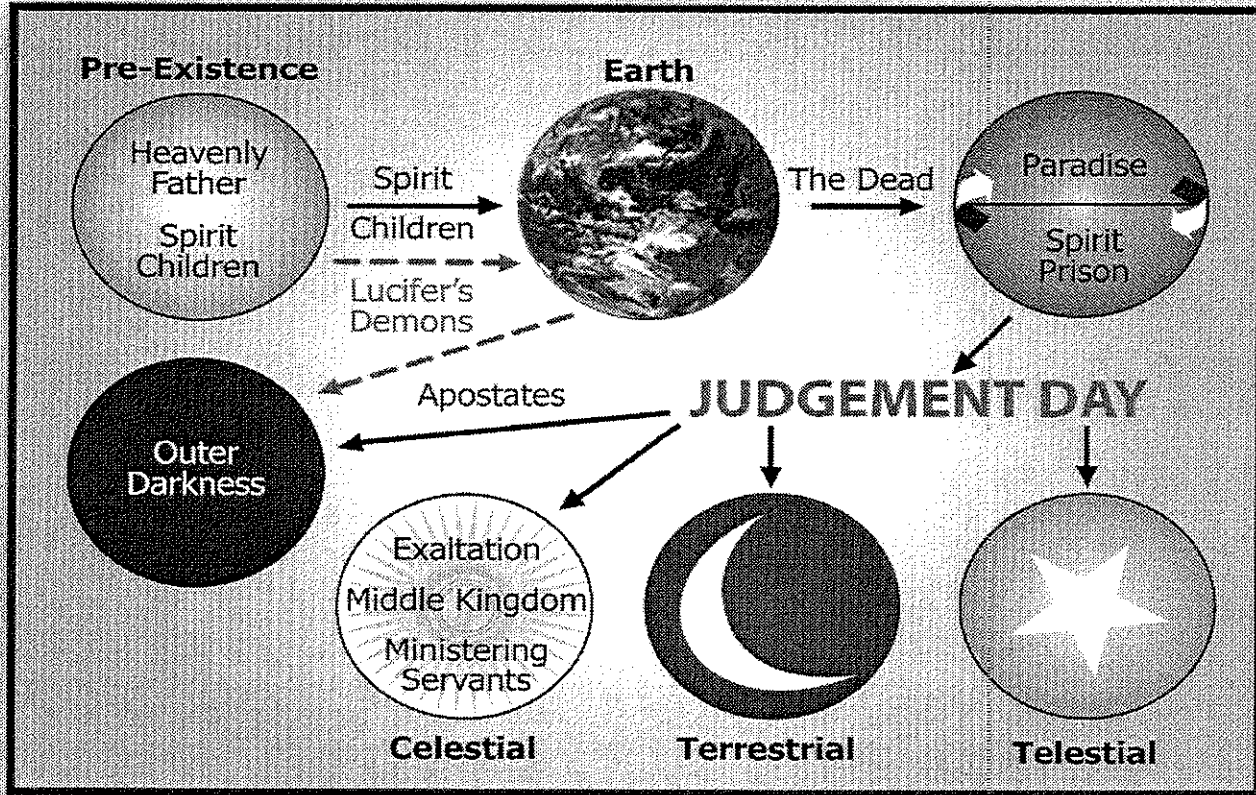 Pre-Existence
Heavenly
Father
Spirit
Children
Spirit
Children
Lucifer's
Demons
Earth
The Dead
Paradise
Spirit
Prison
JUDGEMENT DAY
Apostates
Outer
Darkness
Exaltation
Middle Kingdom
Ministering
Servants
Celestial
Terrestrial
Telestial